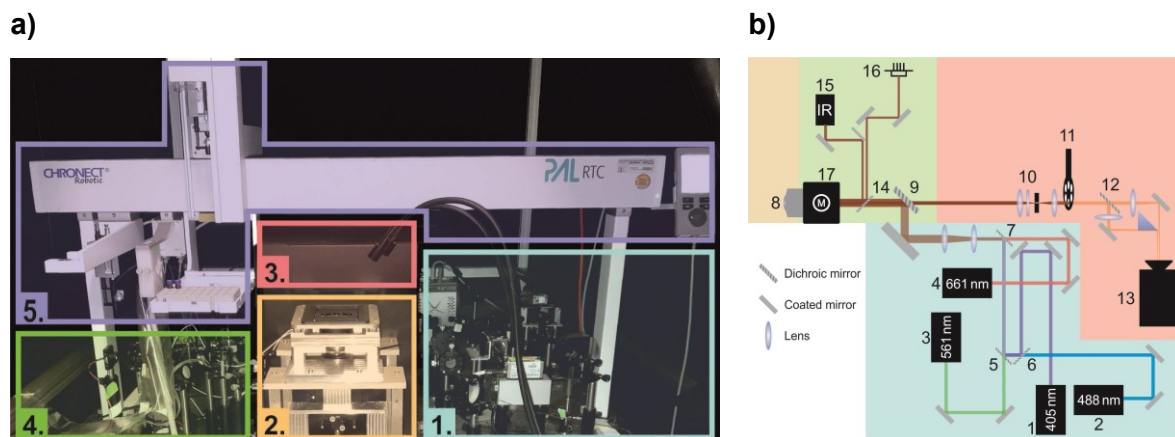 a)
b)
CHRONECT®
Robotic
PAL RTC
5.
3.
4.
2.
1.
15
16
IR
11
17
9
10
12
M
14
8
7
Dichroic mirror
4
661 nm
13
Coated mirror
3
561 nm
Lens
5
6
1
405 nm
488 nm
2